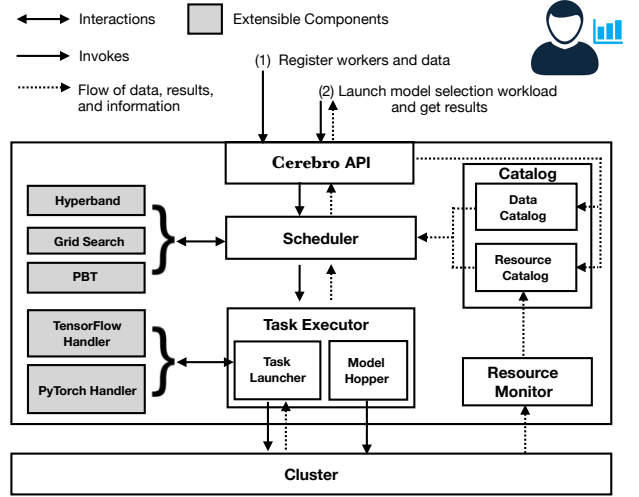 Interactions
Extensible Components
Invokes
(1) Register workers and data
Flow of data, results,
and information
(2) Launch model selection workload
and get results
Cerebro API
Catalog
Hyperband
Data
Catalog
Grid Search
Scheduler
PBT
Resource
Catalog
TensorFlow
Handler
Task Executor
Task
Launcher
Model
Hopper
PyTorch Handler
Resource
Monitor
Cluster